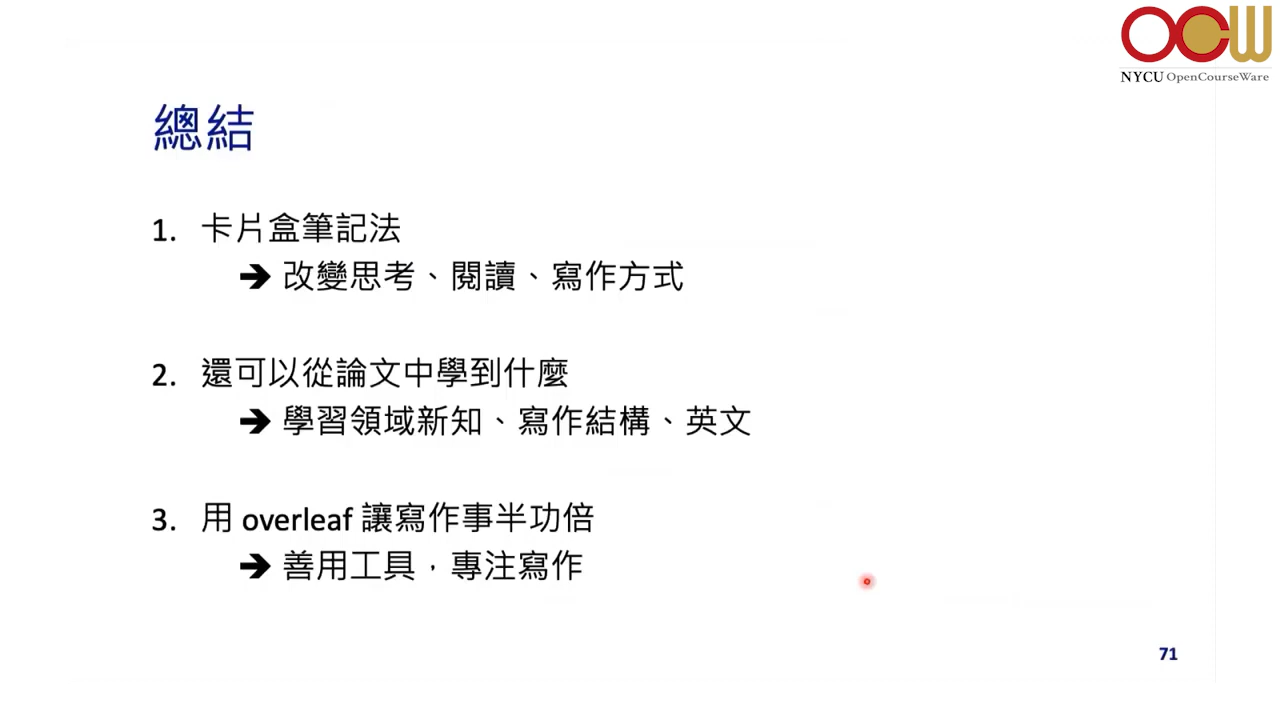 OCW
NYCU OpenCourseWare
總結
1. 卡片盒筆記法
➔ 改變思考、閱讀、寫作方式
2. 還可以從論文中學到什麼
➔ 學習領域新知、寫作結構、英文
3. 用 overleaf 讓寫作事半功倍
➔ 善用工具，專注寫作
71